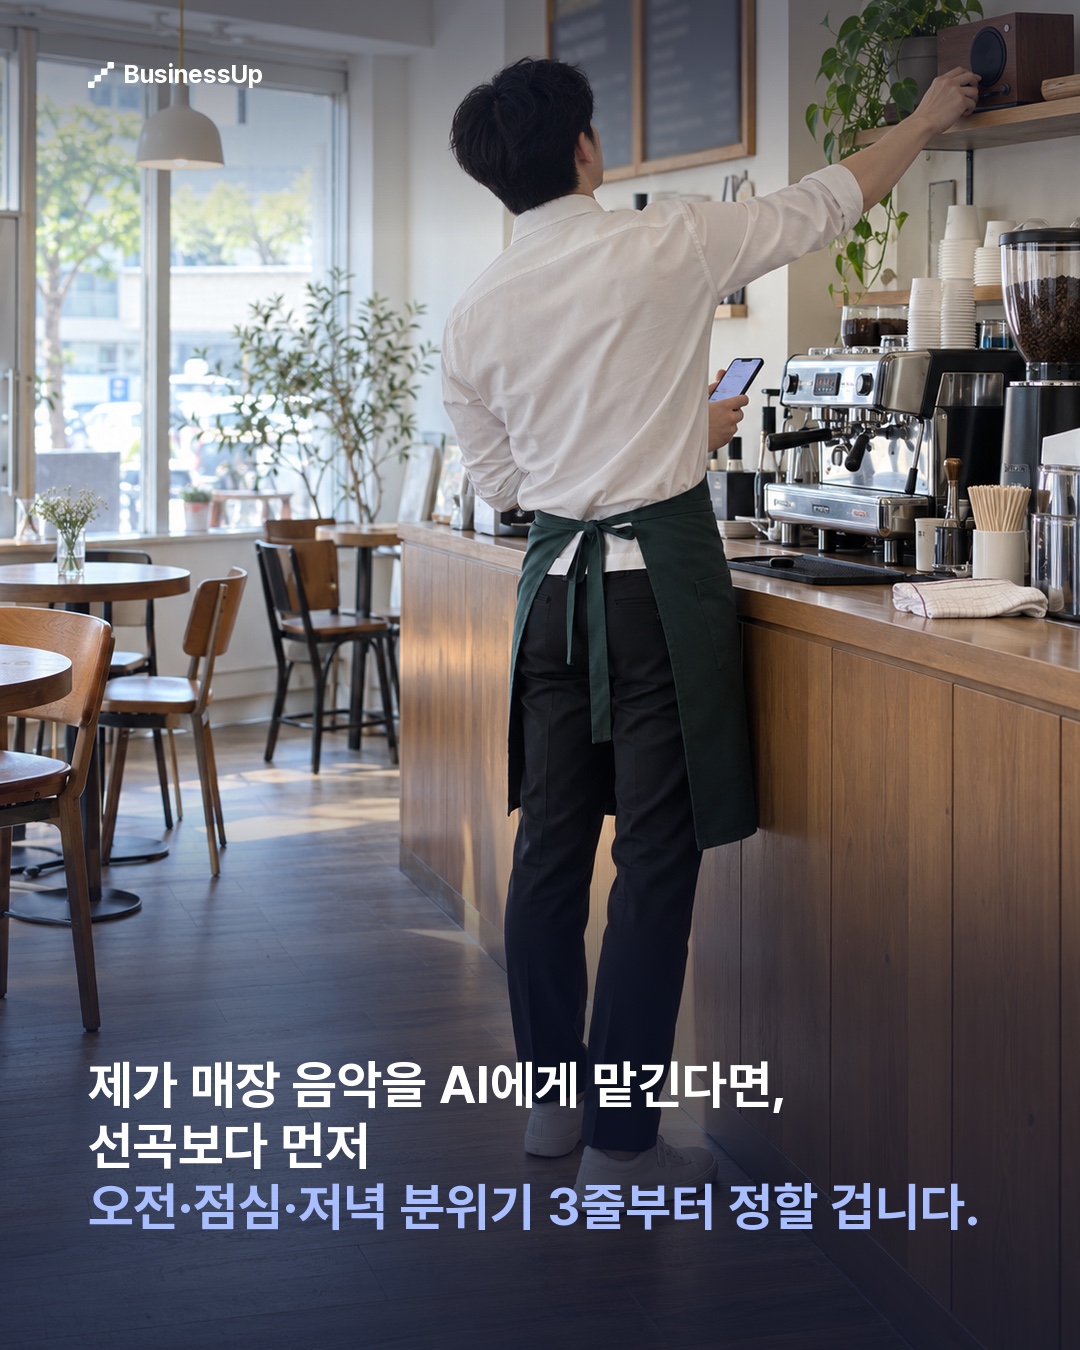 BusinessUp
제가 매장 음악을 AI에게 맡긴다면,
선곡보다 먼저
오전·점심·저녁 분위기 3줄부터 정할 겁니다.